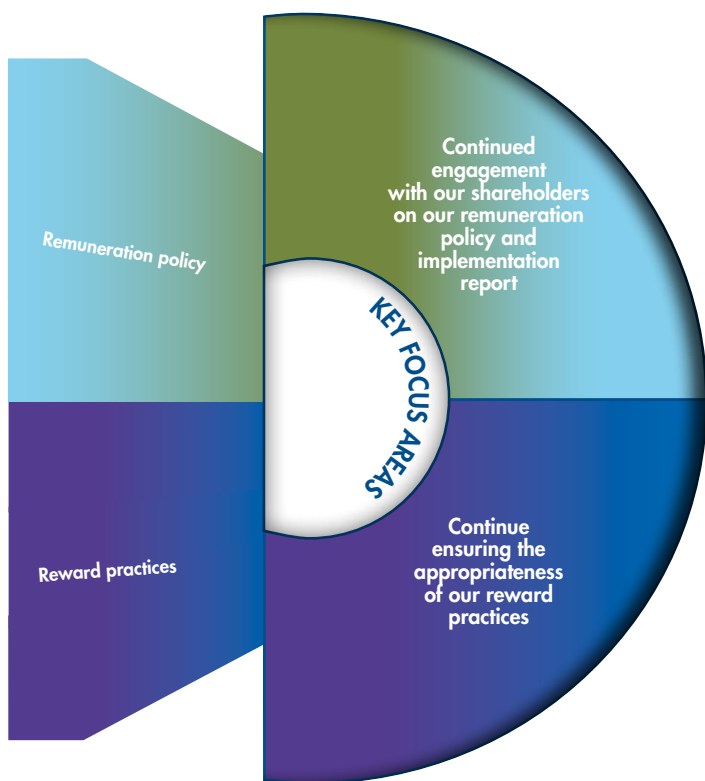 Remuneration policy
Continued
engagement
with our shareholders
on our remuneration
policy and
implementation
report
KEY FOCUS AREAS
Reward practices
Continue
ensuring the
appropriateness
of our reward
practices